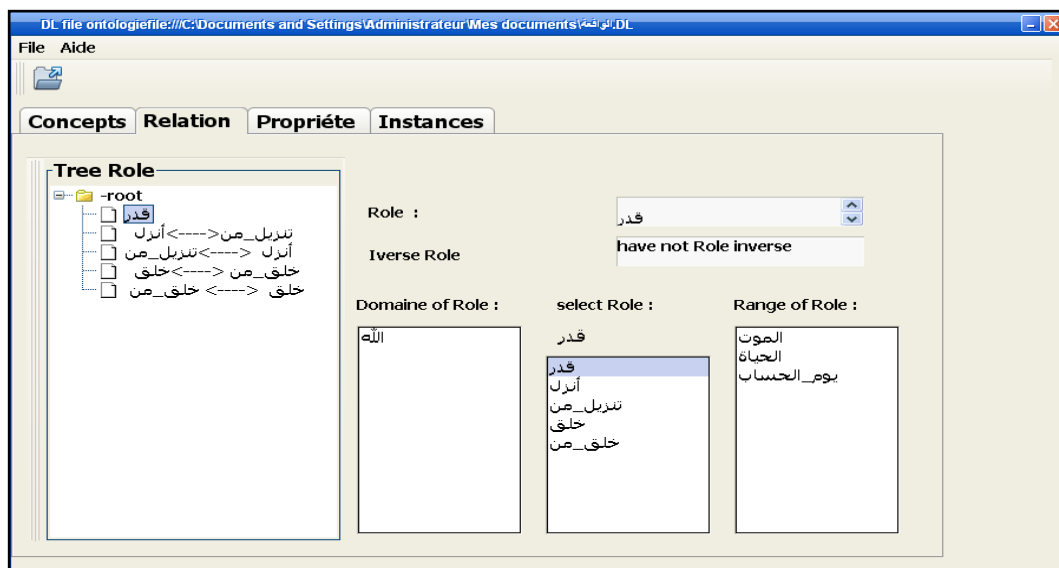 DL file ontologiefile:///C:\Documents and Settings\Administrateur\Mes documents\الواقعة.DL
File Aide
Concepts Relation Propriéte Instances
Tree Role
-root
قدر
تنزيل_من<---->أنزل
أنزل <---->تنزيل_من
خلق_من <---->خلق
خلق <----> خلق_من
Role :
قدر
Iverse Role
have not Role inverse
Domaine of Role :
الله
select Role :
قدر
قدر
أنزل
تنزيل_من
خلق
خلق_من
Range of Role :
الموت
الحياة
يوم_الحساب